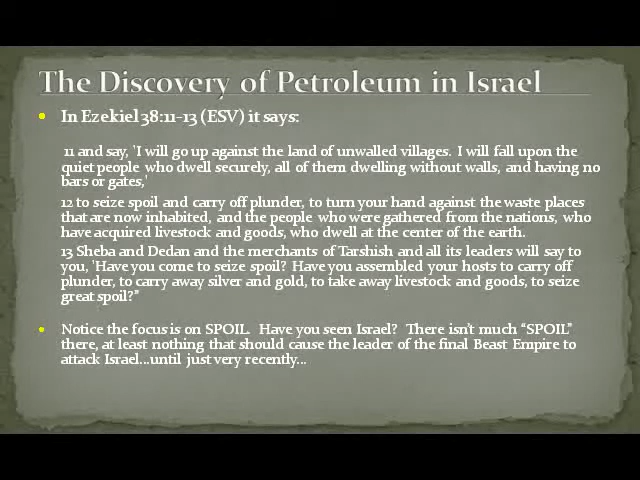 The Discovery of Petroleum in Israel
In Ezekiel 38:11-13 (ESV) it says:
11 and say, 'I will go up against the land of unwalled villages. I will fall upon the
quiet people who dwell securely, all of them dwelling without walls, and having no
bars or gates,'
12 to seize spoil and carry off plunder, to turn your hand against the waste places
that are now inhabited, and the people who were gathered from the nations, who
have acquired livestock and goods, who dwell at the center of the earth.
13 Sheba and Dedan and the merchants of Tarshish and all its leaders will say to
you, 'Have you come to seize spoil? Have you assembled your hosts to carry off
plunder, to carry away silver and gold, to take away livestock and goods, to seize
great spoil?”
Notice the focus is on SPOIL. Have you seen Israel? There isn't much “SPOIL”
there, at least nothing that should cause the leader of the final Beast Empire to
attack Israel...until just very recently...